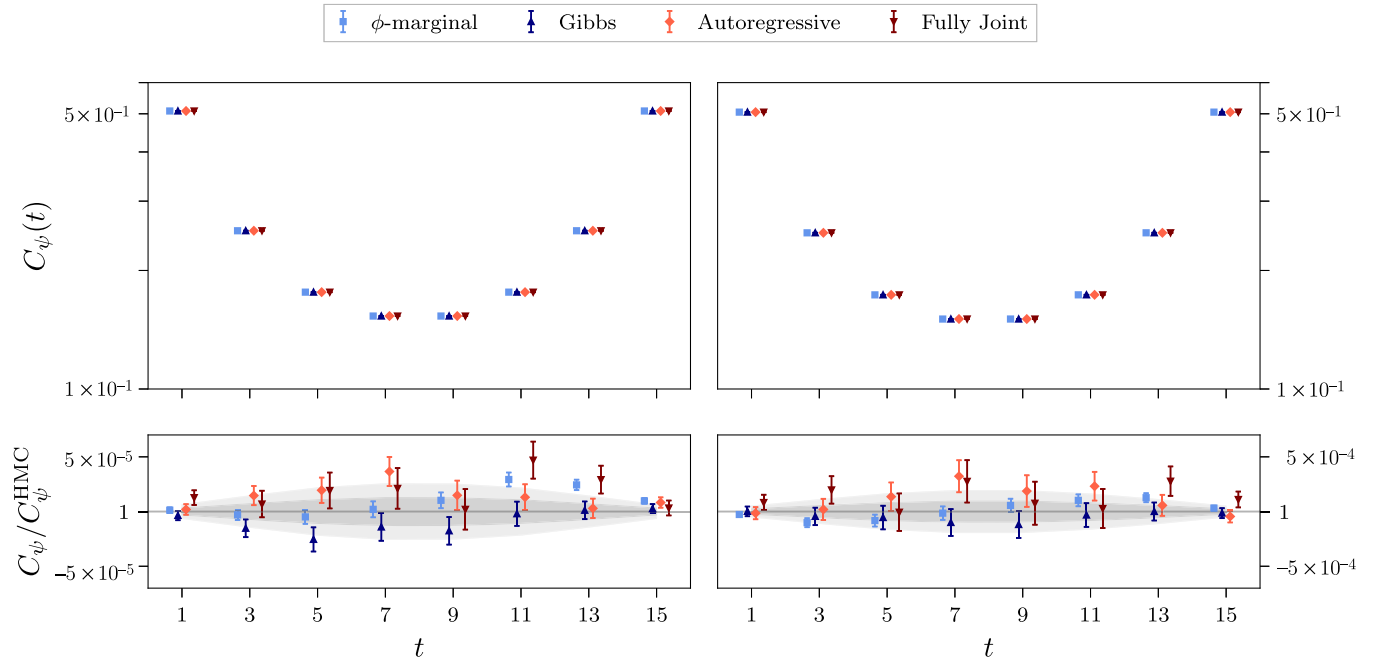 ϕ-marginal Gibbs Autoregressive Fully Joint
5×10⁻¹ 5×10⁻¹
C_ψ(t)
1×10⁻¹ 1×10⁻¹
5×10⁻⁵ 5×10⁻⁴
C_ψ/C_ψ^HMC
1 1
−5×10⁻⁵ −5×10⁻⁴
1 3 5 7 9 11 13 15 1 3 5 7 9 11 13 15
t t